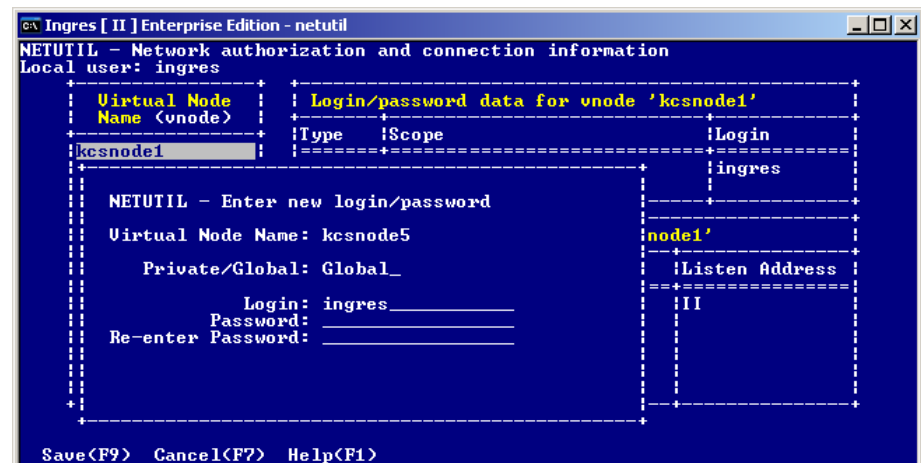 Ingres [ II ] Enterprise Edition - netutil
NETUTIL - Network authorization and connection information
Local user: ingres
Virtual Node
Name (vnode)
Login/password data for vnode 'kcsnode1'
Type Scope Login
kcsnode1
ingres
NETUTIL - Enter new login/password
Virtual Node Name: kcsnode5
node1'
Private/Global: Global_
Listen Address
Login: ingres
II
Password:
Re-enter Password:
Save(F9) Cancel(F7) Help(F1)